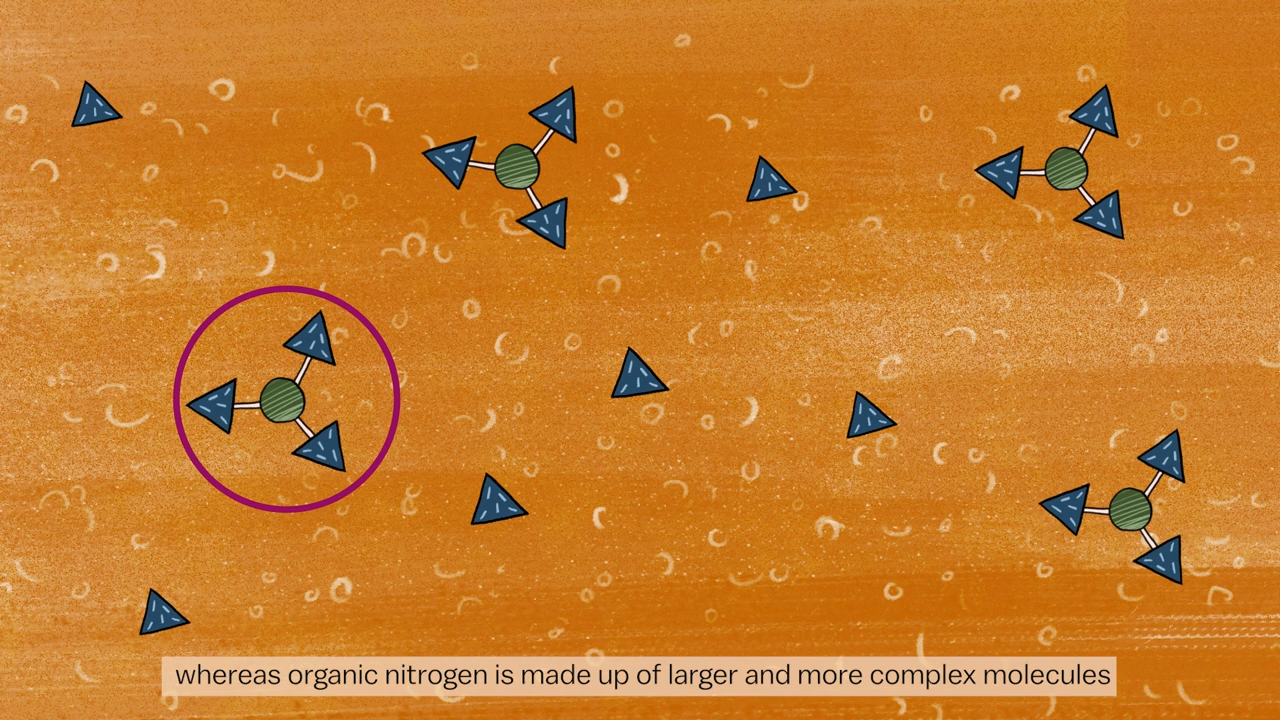 whereas organic nitrogen is made up of larger and more complex molecules